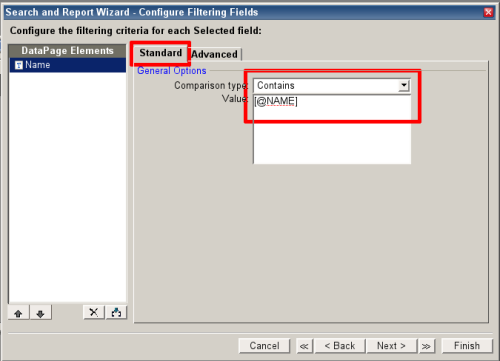 Search and Report Wizard - Configure Filtering Fields
Configure the filtering criteria for each Selected field:
DataPage Elements
Name
Standard
Advanced
General Options
Comparison type: Contains
Value: [@NAME]
Cancel
< Back
Next >
Finish